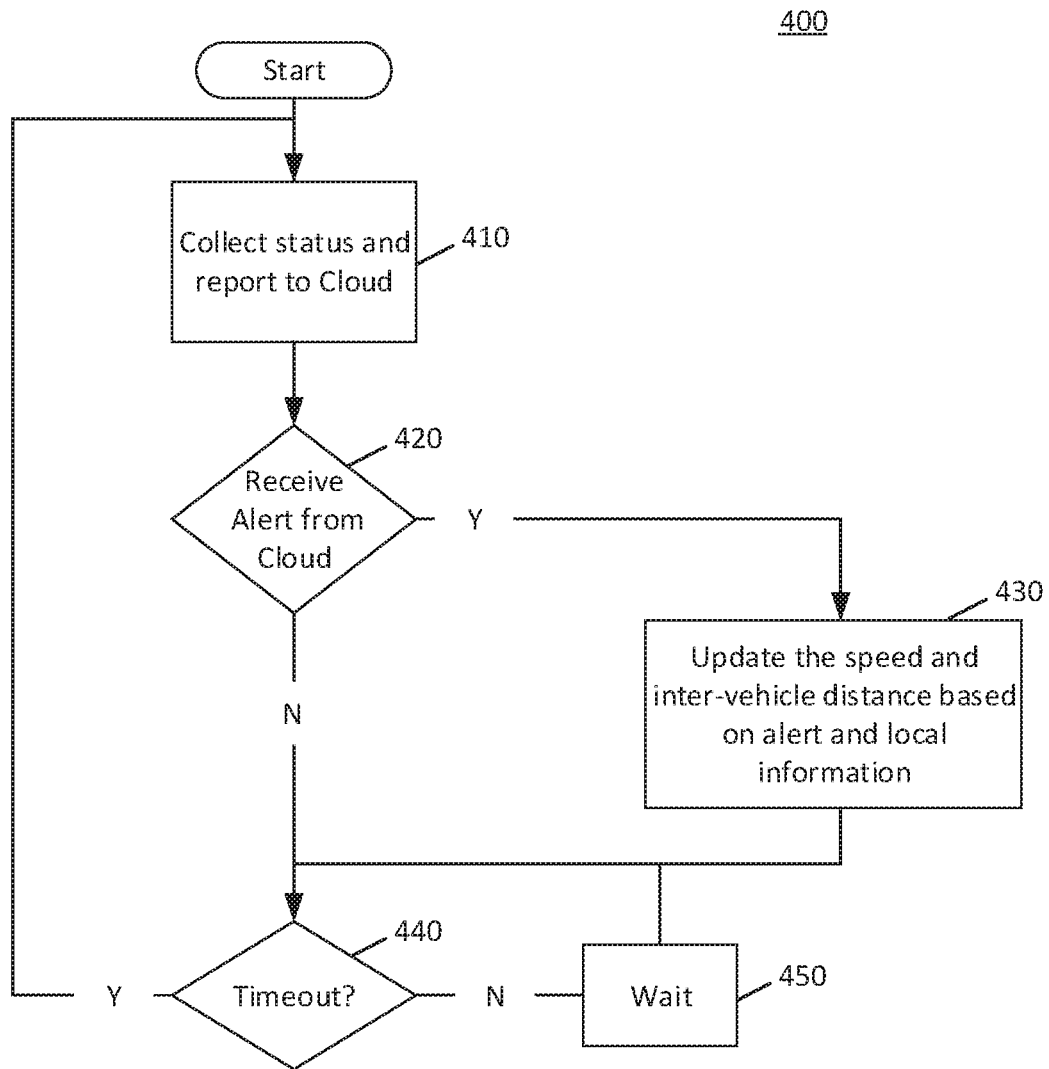 400
Start
Collect status and
report to Cloud
410
420
Receive
Alert from
Cloud
Y
430
Update the speed and
inter-vehicle distance based
on alert and local
information
N
440
Y
Timeout?
N
Wait
450